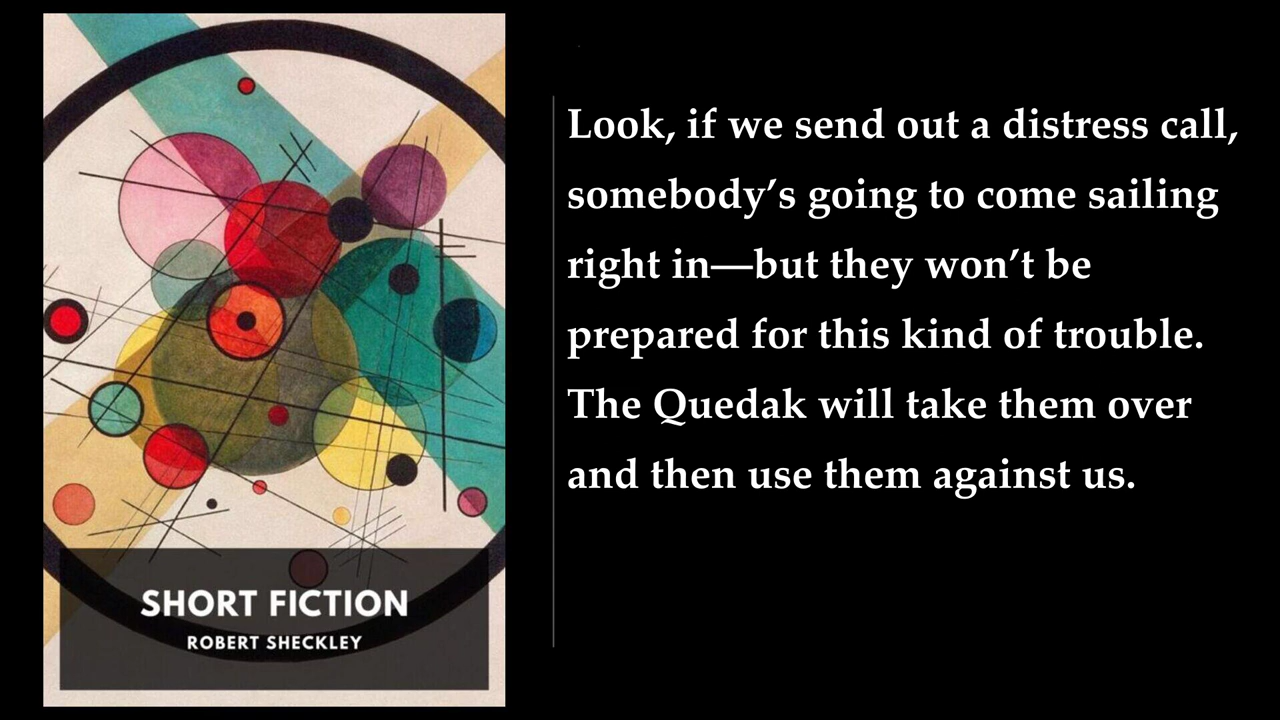 Look, if we send out a distress call,
somebody’s going to come sailing
right in—but they won’t be
prepared for this kind of trouble.
The Quedak will take them over
and then use them against us.
SHORT FICTION
ROBERT SHECKLEY